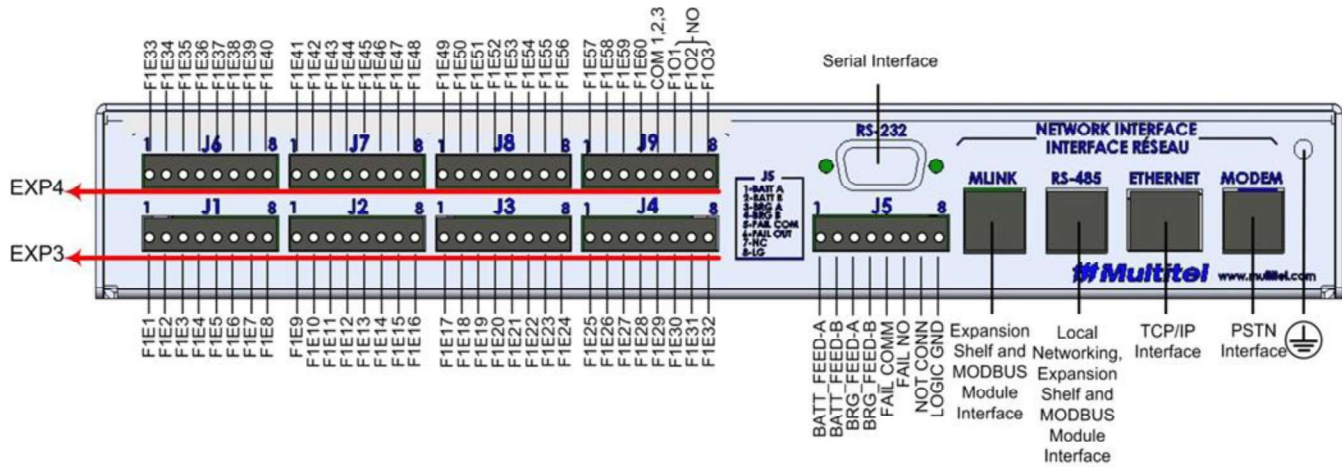 F1E33
F1E34
F1E35
F1E36
F1E37
F1E38
F1E39
F1E40
F1E41
F1E42
F1E43
F1E44
F1E45
F1E46
F1E47
F1E48
F1E49
F1E50
F1E51
F1E52
F1E53
F1E54
F1E55
F1E56
F1E57
F1E58
F1E59
F1E60
COM 1,2,3
F1O1
F1O2
F1O3
NO
Serial Interface
RS-232
NETWORK INTERFACE
INTERFACE RÉSEAU
1 J6 8
1 J7 8
1 J8 8
1 J9 8
MLINK
RS-485
ETHERNET
MODEM
EXP4
J5
1-BATT A
2-BATT B
3-BRG A
4-BRG B
5-FAIL COM
6-FAIL OUT
7-NC
8-LG
1 J1 8
1 J2 8
1 J3 8
1 J4 8
1 J5 8
EXP3
Multitel
www.multitel.com
F1E1
F1E2
F1E3
F1E4
F1E5
F1E6
F1E7
F1E8
F1E9
F1E10
F1E11
F1E12
F1E13
F1E14
F1E15
F1E16
F1E17
F1E18
F1E19
F1E20
F1E21
F1E22
F1E23
F1E24
F1E25
F1E26
F1E27
F1E28
F1E29
F1E30
F1E31
F1E32
BATT_FEED-A
BATT_FEED-B
BRG_FEED-A
BRG_FEED-B
FAIL COMM
FAIL NO
NOT CONN
LOGIC GND
Expansion
Shelf and
MODBUS
Module
Interface
Local
Networking,
Expansion
Shelf and
MODBUS
Module
Interface
TCP/IP
Interface
PSTN
Interface